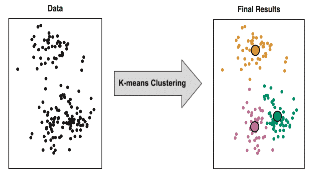 Data
Final Results
K-means Clustering